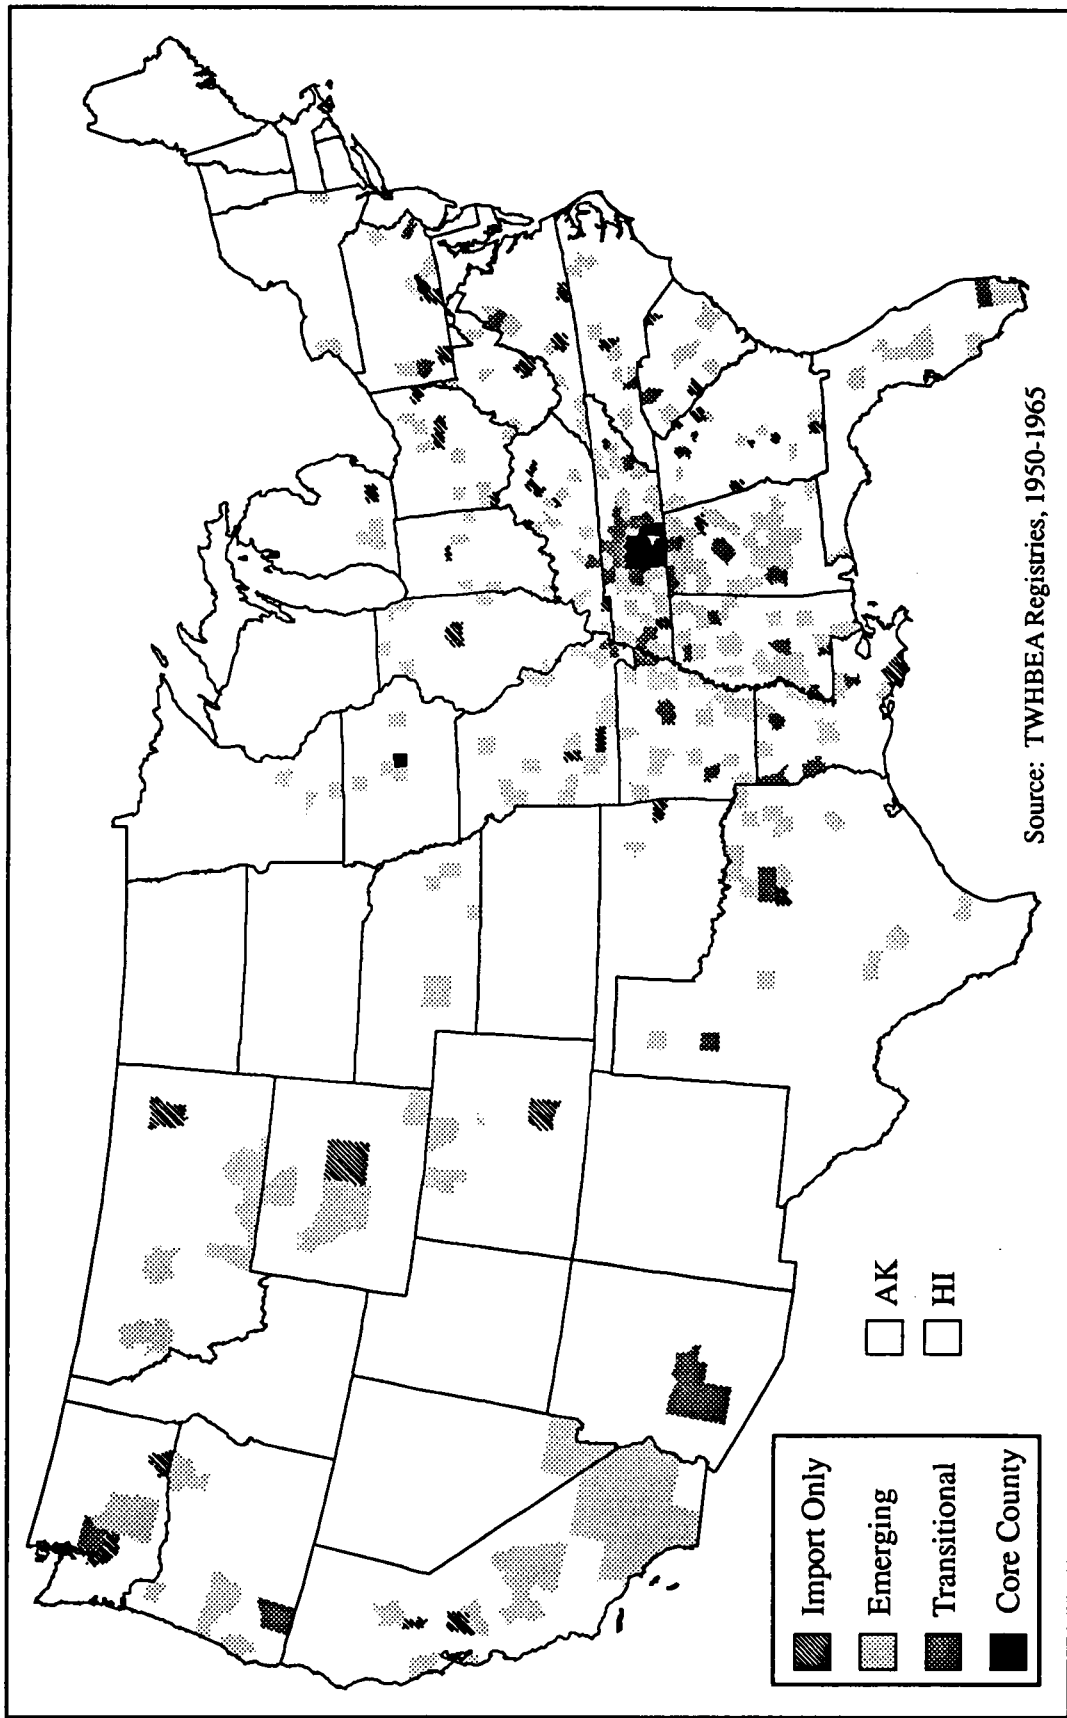 Import Only
Emerging
Transitional
Core County
AK
HI
Source: TWHBEA Registries, 1950-1965